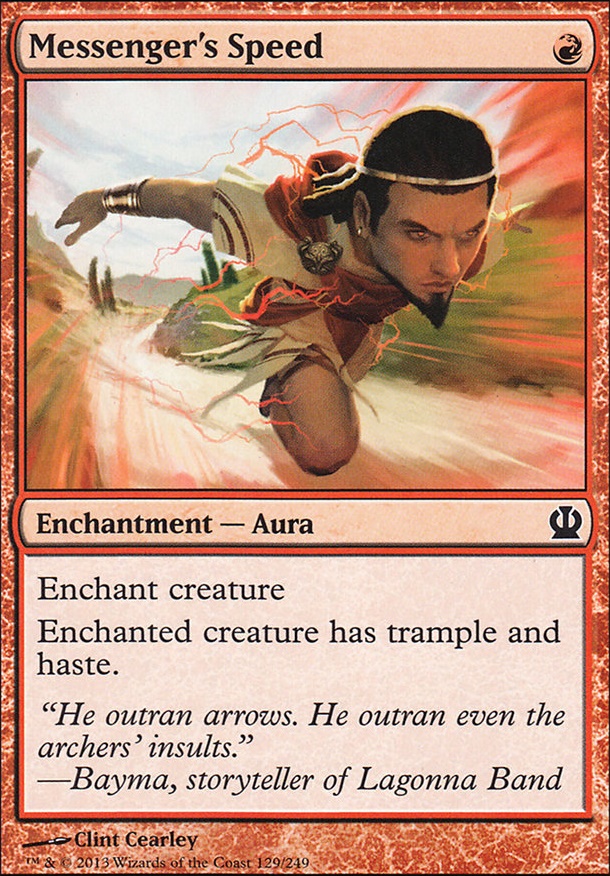 Messenger's Speed
Enchantment — Aura
Enchant creature
Enchanted creature has trample and
haste.
“He outran arrows. He outran even the
archers’ insults.”
—Bayma, storyteller of Lagonna Band
Clint Cearley
™ & © 2013 Wizards of the Coast 129/249